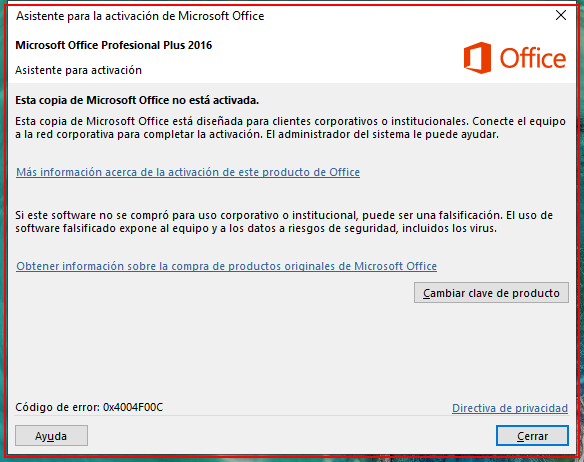 Asistente para la activación de Microsoft Office
Microsoft Office Profesional Plus 2016
Asistente para activación
Office
Esta copia de Microsoft Office no está activada.
Esta copia de Microsoft Office está diseñada para clientes corporativos o institucionales. Conecte el equipo
a la red corporativa para completar la activación. El administrador del sistema le puede ayudar.
Más información acerca de la activación de este producto de Office
Si este software no se compró para uso corporativo o institucional, puede ser una falsificación. El uso de
software falsificado expone al equipo y a los datos a riesgos de seguridad, incluidos los virus.
Obtener información sobre la compra de productos originales de Microsoft Office
Cambiar clave de producto
Código de error: 0x4004F00C
Directiva de privacidad
Ayuda
Cerrar